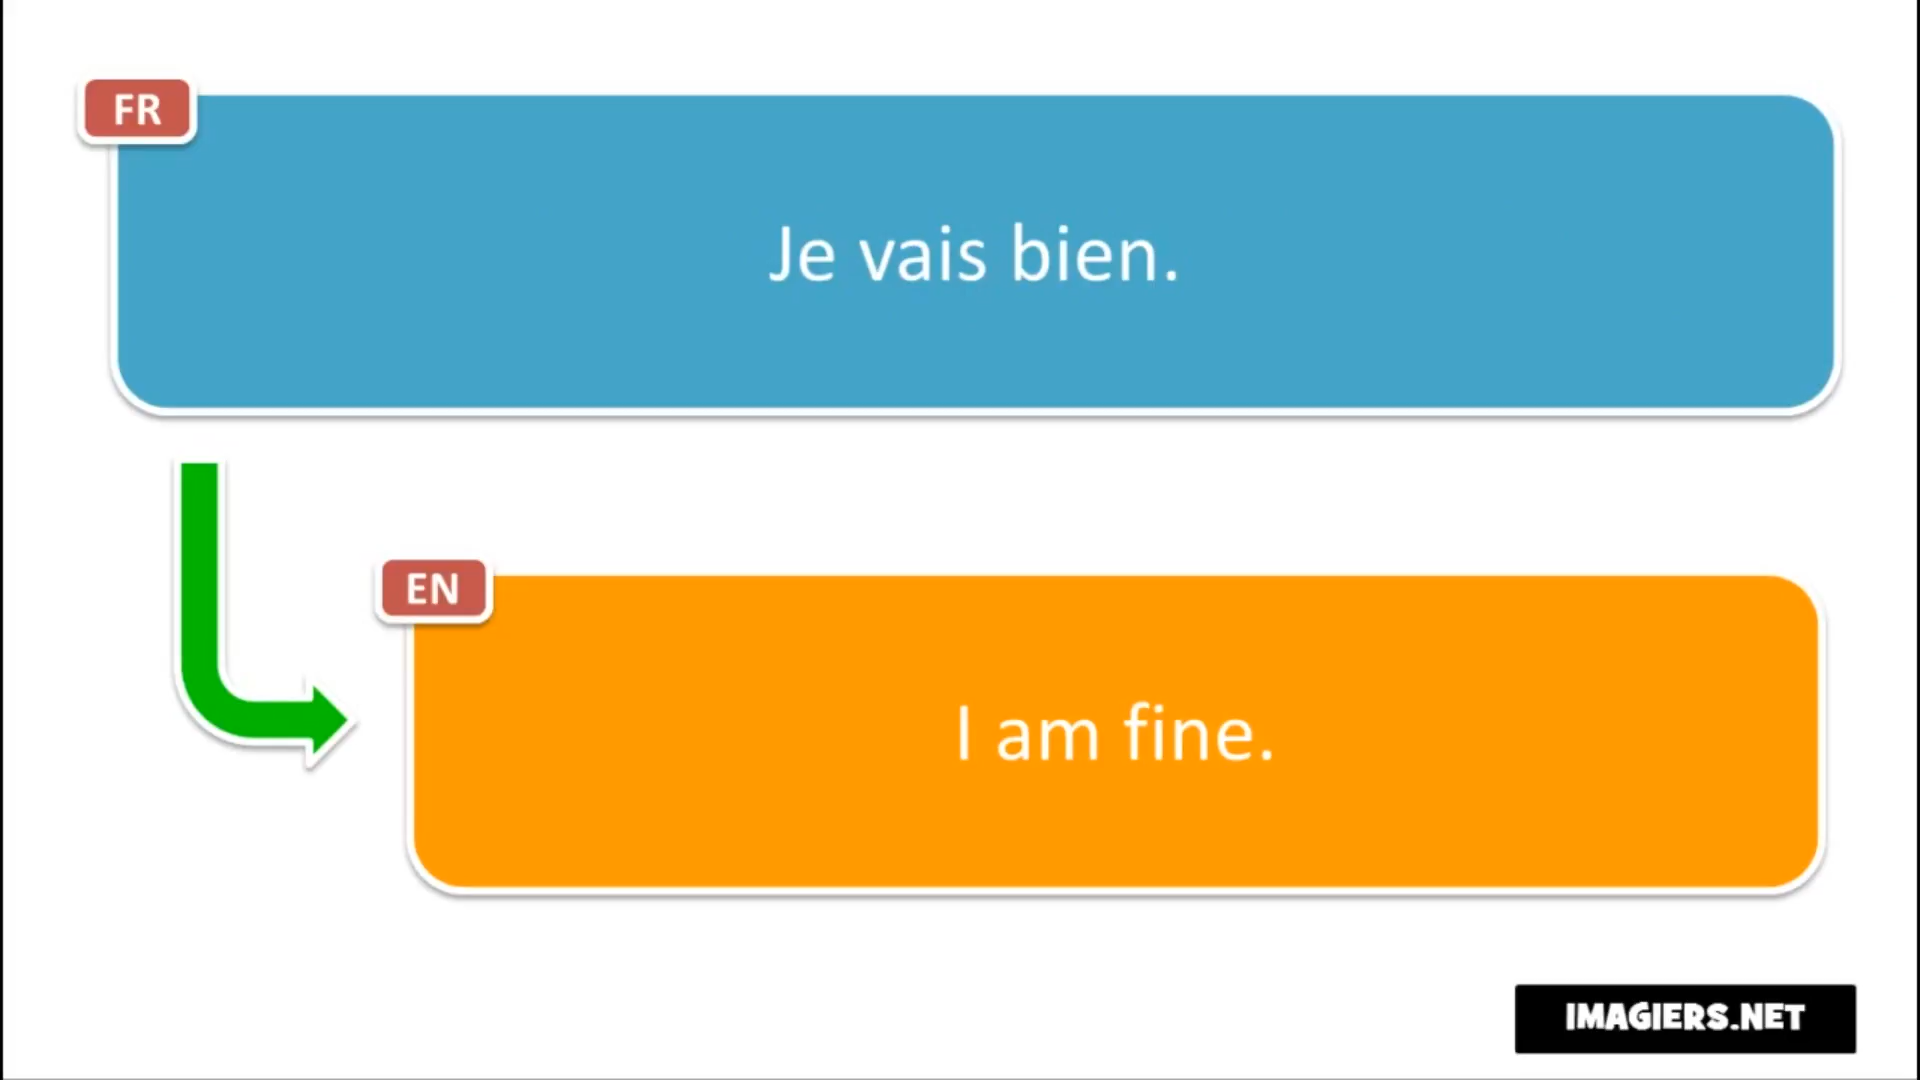 FR
Je vais bien.
EN
I am fine.
IMAGIERS.NET